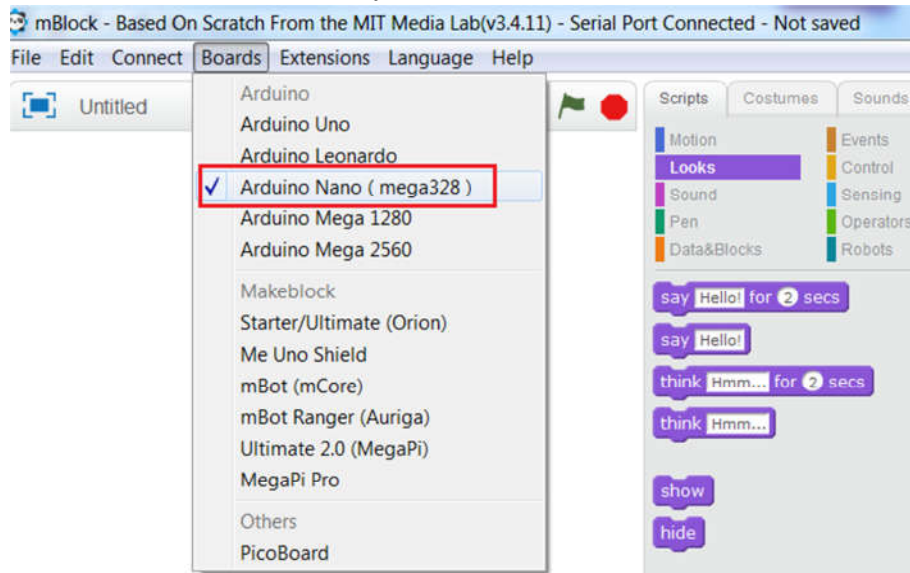 mBlock - Based On Scratch From the MIT Media Lab(v3.4.11) - Serial Port Connected - Not saved
File Edit Connect Boards Extensions Language Help
Untitled
Arduino
Arduino Uno
Arduino Leonardo
✓ Arduino Nano ( mega328 )
Arduino Mega 1280
Arduino Mega 2560
Makeblock
Starter/Ultimate (Orion)
Me Uno Shield
mBot (mCore)
mBot Ranger (Auriga)
Ultimate 2.0 (MegaPi)
MegaPi Pro
Others
PicoBoard
Scripts Costumes Sounds
Motion Events
Looks Control
Sound Sensing
Pen Operators
Data&Blocks Robots
say Hello! for 2 secs
say Hello!
think Hmm... for 2 secs
think Hmm...
show
hide